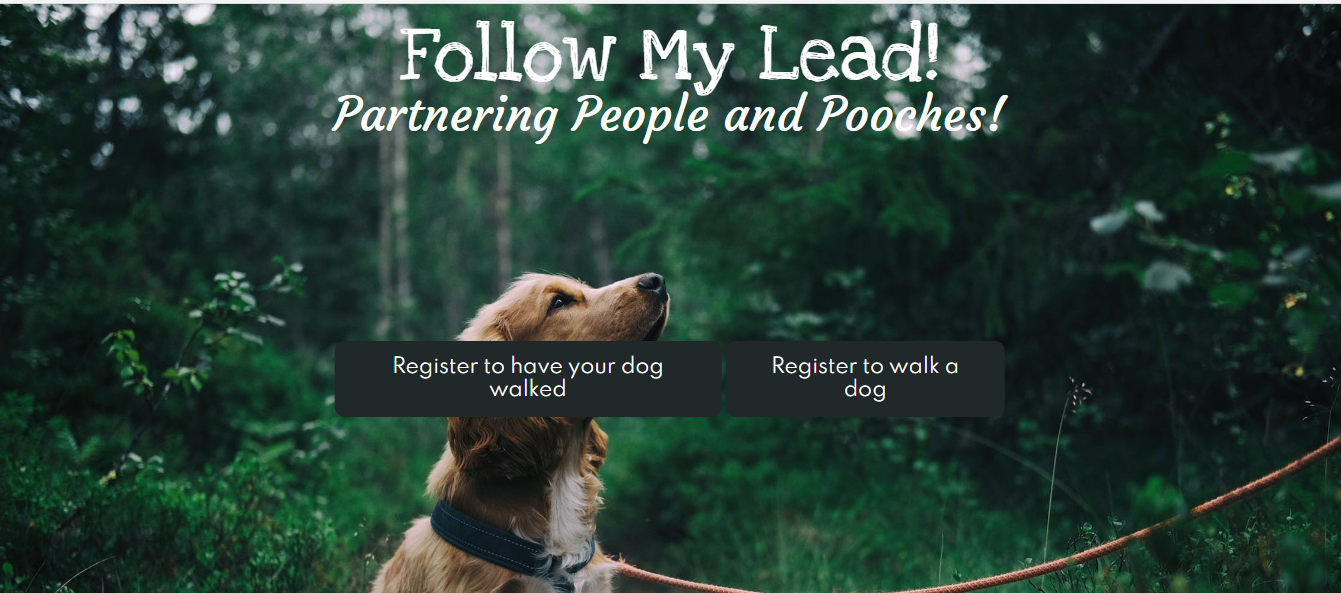 Follow My Lead!
Partnering People and Pooches!
Register to have your dog
walked
Register to walk a
dog